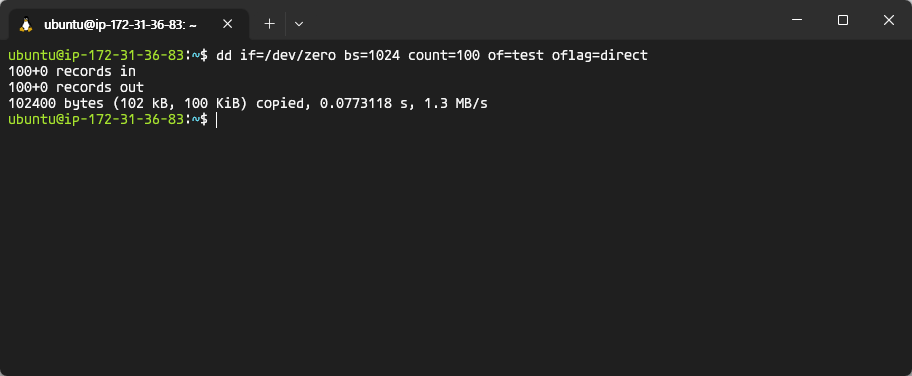 ubuntu@ip-172-31-36-83: ~
ubuntu@ip-172-31-36-83:~$ dd if=/dev/zero bs=1024 count=100 of=test oflag=direct
100+0 records in
100+0 records out
102400 bytes (102 kB, 100 KiB) copied, 0.0773118 s, 1.3 MB/s
ubuntu@ip-172-31-36-83:~$